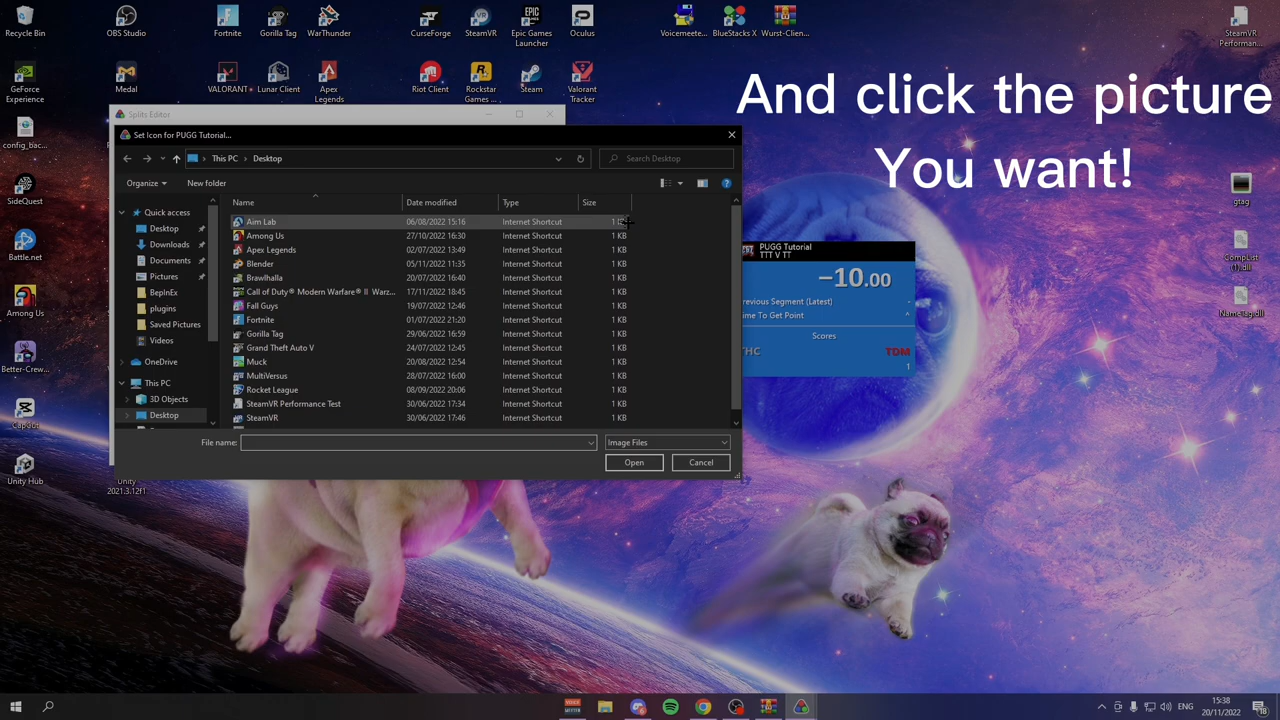 Recycle Bin
OBS Studio
Fortnite
Gorilla Tag
WarThunder
CurseForge
SteamVR
Epic Games
Launcher
Oculus
Voicemeete...
BlueStacks X
Wurst-Clien...
SteamVR
Performan...
GeForce
Experience
Medal
VALORANT
Lunar Client
Apex
Legends
Riot Client
Rockstar
Games ...
Steam
Valorant
Tracker
And click the picture
You want!
config_bac...
SideQuest
Battle.net
Among Us
Better-Crew...
CapGot
Unity Hub
Unity
2021.3.12f1
gtag
CompList
(1).dll
NameTag.dll
Splits Editor
Set Icon for PUGG Tutorial...
This PC
Desktop
Search Desktop
Organize
New folder
Name
Date modified
Type
Size
Quick access
Desktop
Downloads
Documents
Pictures
BepInEx
plugins
Saved Pictures
Videos
OneDrive
This PC
3D Objects
Desktop
Aim Lab 06/08/2022 15:16 Internet Shortcut 1 KB
Among Us 27/10/2022 16:30 Internet Shortcut 1 KB
Apex Legends 02/07/2022 13:49 Internet Shortcut 1 KB
Blender 05/11/2022 11:35 Internet Shortcut 1 KB
Brawlhalla 20/07/2022 16:40 Internet Shortcut 1 KB
Call of Duty® Modern Warfare® II Warz... 17/11/2022 18:45 Internet Shortcut 1 KB
Fall Guys 19/07/2022 12:46 Internet Shortcut 1 KB
Fortnite 01/07/2022 21:20 Internet Shortcut 1 KB
Gorilla Tag 29/06/2022 16:59 Internet Shortcut 1 KB
Grand Theft Auto V 24/07/2022 12:45 Internet Shortcut 1 KB
Muck 20/08/2022 12:54 Internet Shortcut 1 KB
MultiVersus 28/07/2022 16:00 Internet Shortcut 1 KB
Rocket League 08/09/2022 20:06 Internet Shortcut 1 KB
SteamVR Performance Test 30/06/2022 17:34 Internet Shortcut 1 KB
SteamVR 30/06/2022 17:46 Internet Shortcut 1 KB
File name:
Image Files
Open
Cancel
PUGG Tutorial
TTT V TT
−10.00
revious Segment (Latest) -
ime To Get Point ^
Scores
THC TDM
1
ENG
15:38
20/11/2022
18